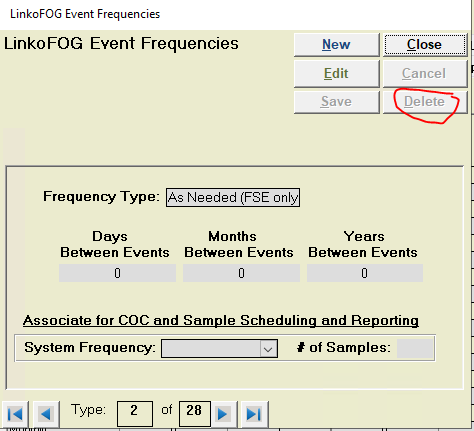 LinkoFOG Event Frequencies
LinkoFOG Event Frequencies
New Close
Edit Cancel
Save Delete
Frequency Type: As Needed (FSE only
Days Months Years
Between Events Between Events Between Events
0 0 0
Associate for COC and Sample Scheduling and Reporting
System Frequency: # of Samples:
Type: 2 of 28